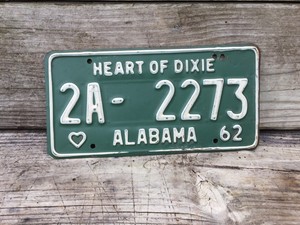 HEART OF DIXIE
2A- 2273
ALABAMA 62